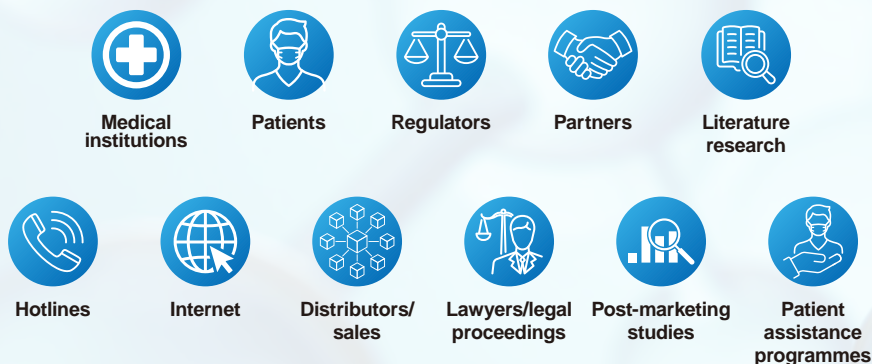 Medical
institutions
Patients
Regulators
Partners
Literature
research
Hotlines
Internet
Distributors/
sales
Lawyers/legal
proceedings
Post-marketing
studies
Patient
assistance
programmes